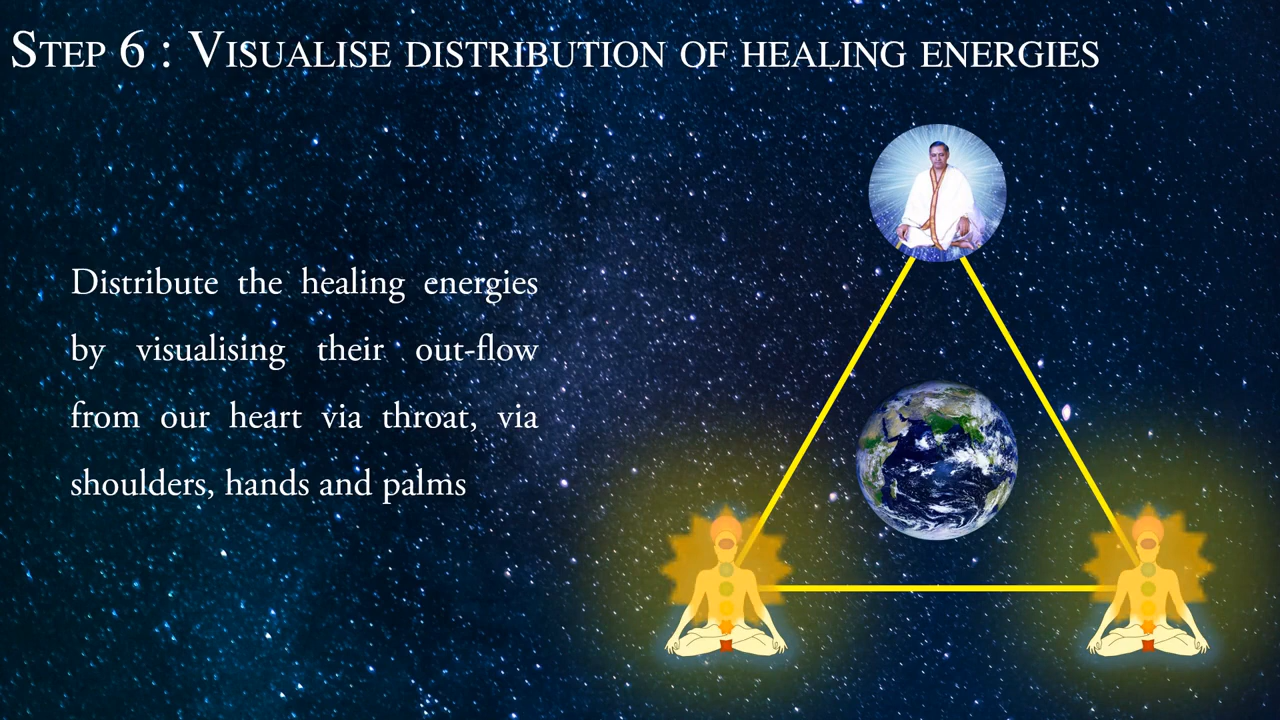 Step 6 : Visualise distribution of healing energies
Distribute the healing energies
by visualising their out-flow
from our heart via throat, via
shoulders, hands and palms